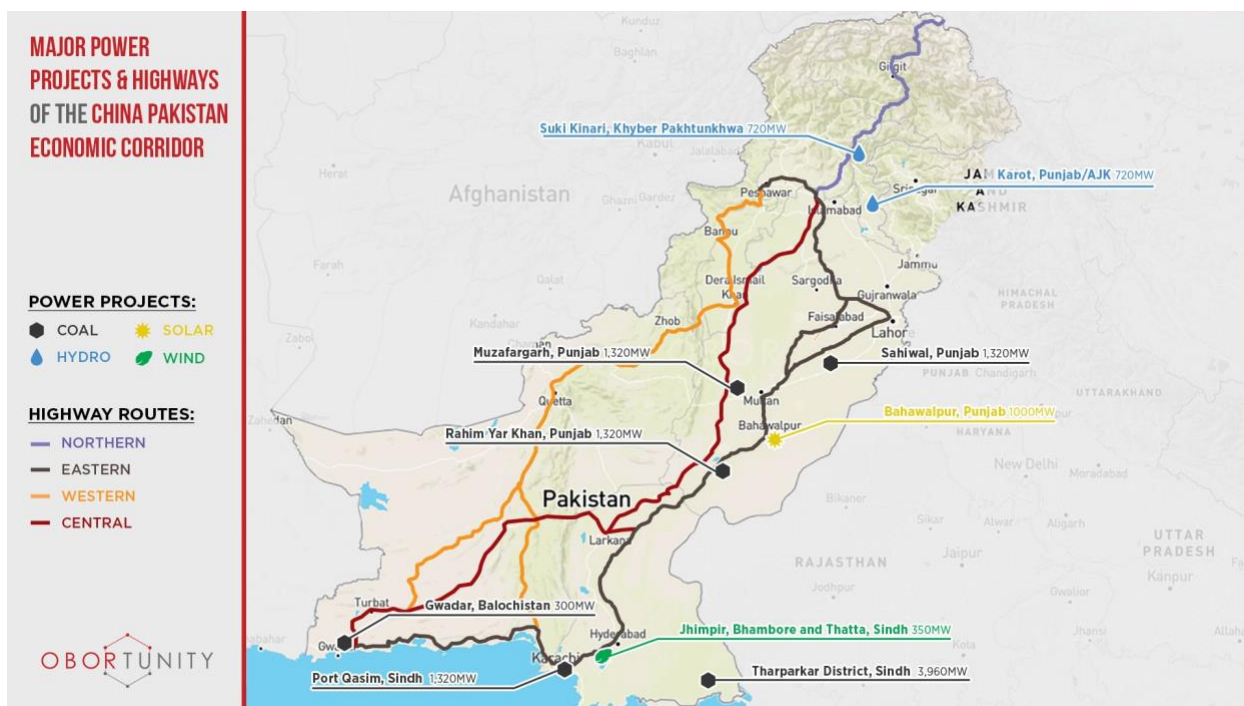 MAJOR POWER
PROJECTS & HIGHWAYS
OF THE CHINA PAKISTAN
ECONOMIC CORRIDOR
POWER PROJECTS:
COAL
SOLAR
HYDRO
WIND
HIGHWAY ROUTES:
NORTHERN
EASTERN
WESTERN
CENTRAL
OBORTUNITY
Kunduz
Baghlan
Gilgit
Suki Kinari, Khyber Pakhtunkhwa 720MW
Kabul
Jalalabad
Herat
Afghanistan
Ghazni
Gardez
Peshawar
Islamabad
Karot, Punjab/AJK 720MW
KASHMIR
Bannu
Farah
Qalat
Jammu
Dera Ismail
Khan
Sargodha
Gujranwala
HIMACHAL
PRADESH
Zabol
Kandahar
Zhob
Faisalabad
Lahore
Muzafargarh, Punjab 1,320MW
Sahiwal, Punjab 1,320MW
PUNJAB
Chandigarh
UTTARAKHAND
Zahedan
Quetta
Multan
Bahawalpur
Bahawalpur, Punjab 1000MW
HARYANA
Rahim Yar Khan, Punjab 1,320MW
New Delhi
Moradabad
Pakistan
Bikaner
Larkana
Sikar
Alwar
Aligarh
UTTAR
PRADESH
RAJASTHAN
Jaipur
Kanpur
Jodhpur
Gwalior
Turbat
Gwadar, Balochistan 300MW
Hyderabad
Jhimpir, Bhambore and Thatta, Sindh 350MW
Kota
Jhansi
Karachi
Port Qasim, Sindh 1,320MW
Tharparkar District, Sindh 3,960MW